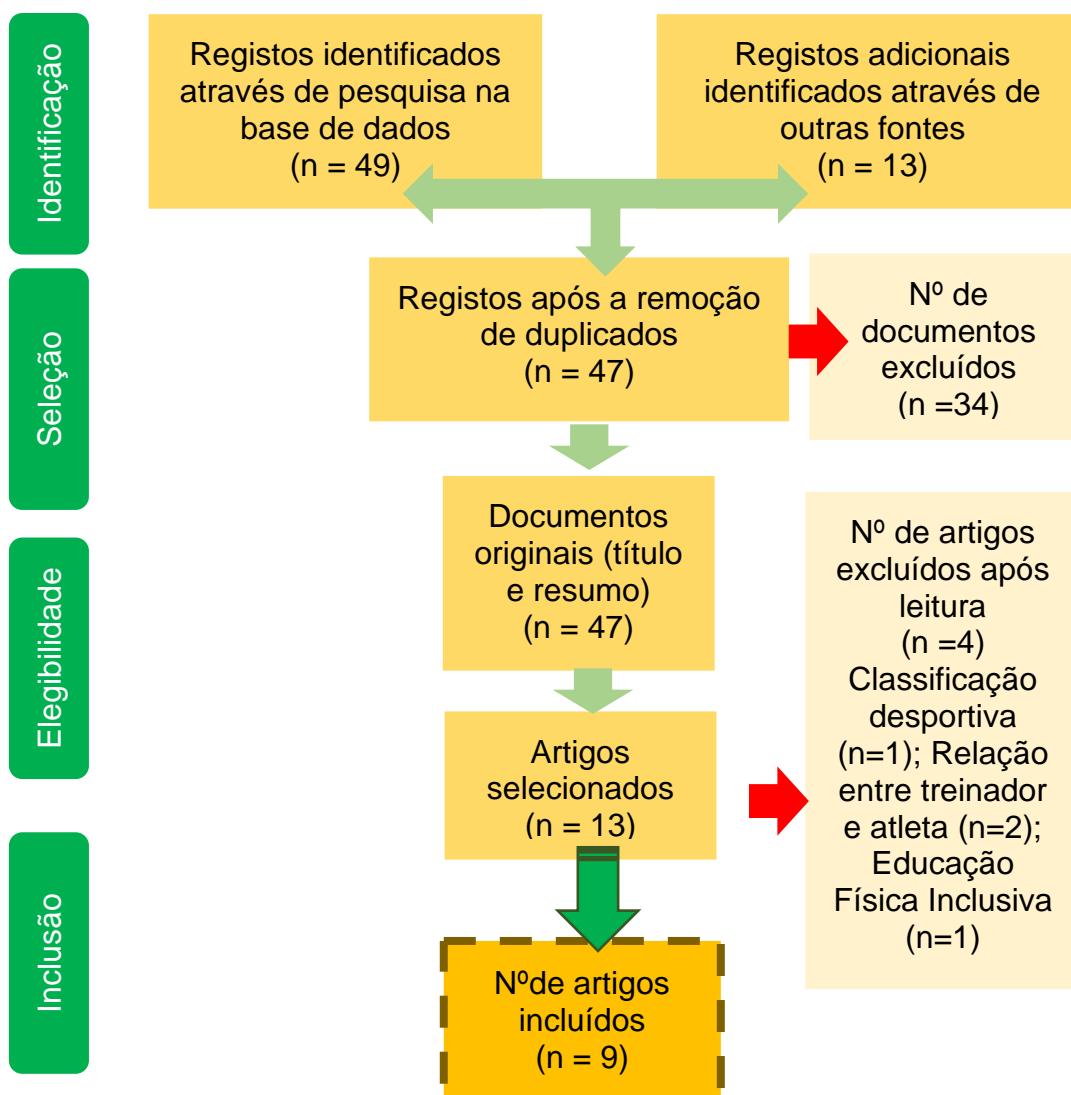 Identificação
Registos identificados
através de pesquisa na
base de dados
(n = 49)
Registos adicionais
identificados através de
outras fontes
(n = 13)
Seleção
Registos após a remoção
de duplicados
(n = 47)
Nº de
documentos
excluídos
(n =34)
Elegibilidade
Documentos
originais (título
e resumo)
(n = 47)
Artigos
selecionados
(n = 13)
Nº de artigos
excluídos após
leitura
(n =4)
Classificação
desportiva
(n=1); Relação
entre treinador
e atleta (n=2);
Educação
Física Inclusiva
(n=1)
Inclusão
Nºde artigos
incluídos
(n = 9)